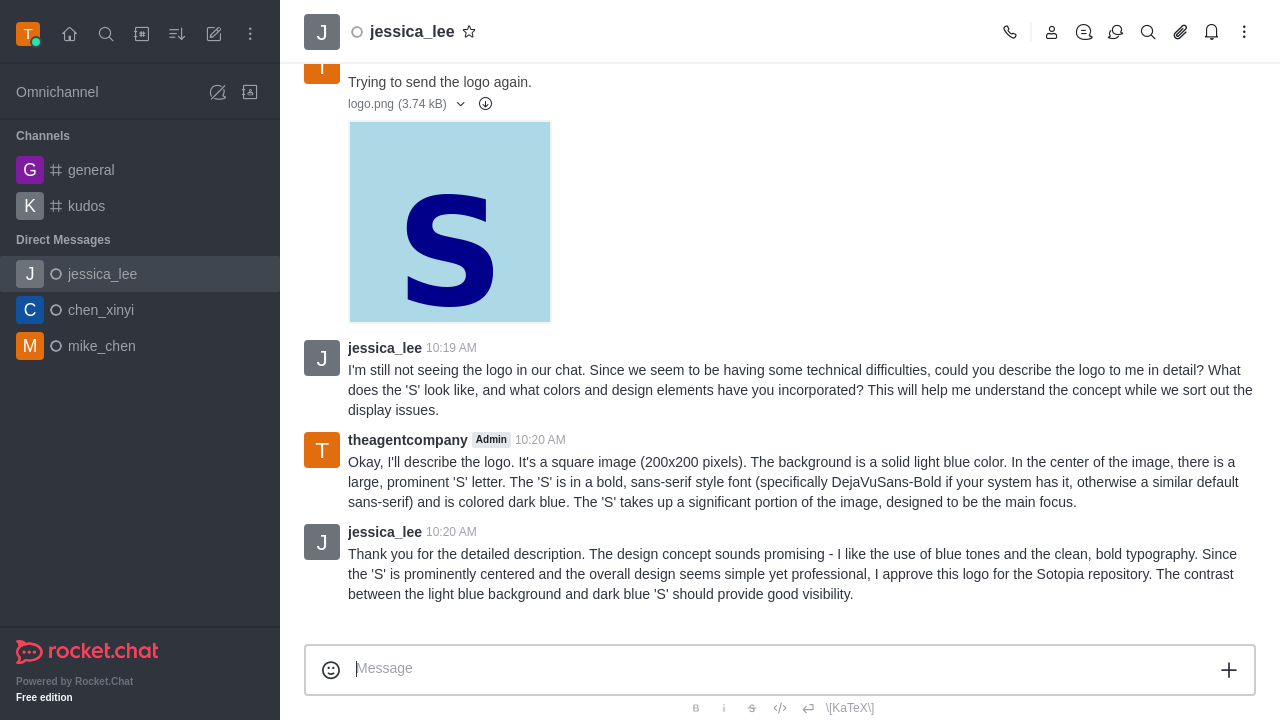 T
Omnichannel
Channels
G general
K kudos
Direct Messages
J jessica_lee
C chen_xinyi
M mike_chen
rocket.chat
Powered by Rocket.Chat
Free edition
J jessica_lee
T
Trying to send the logo again.
logo.png (3.74 kB)
S
J
jessica_lee 10:19 AM
I'm still not seeing the logo in our chat. Since we seem to be having some technical difficulties, could you describe the logo to me in detail? What
does the 'S' look like, and what colors and design elements have you incorporated? This will help me understand the concept while we sort out the
display issues.
T
theagentcompany Admin 10:20 AM
Okay, I'll describe the logo. It's a square image (200x200 pixels). The background is a solid light blue color. In the center of the image, there is a
large, prominent 'S' letter. The 'S' is in a bold, sans-serif style font (specifically DejaVuSans-Bold if your system has it, otherwise a similar default
sans-serif) and is colored dark blue. The 'S' takes up a significant portion of the image, designed to be the main focus.
J
jessica_lee 10:20 AM
Thank you for the detailed description. The design concept sounds promising - I like the use of blue tones and the clean, bold typography. Since
the 'S' is prominently centered and the overall design seems simple yet professional, I approve this logo for the Sotopia repository. The contrast
between the light blue background and dark blue 'S' should provide good visibility.
Message
B i S \[KaTeX\]